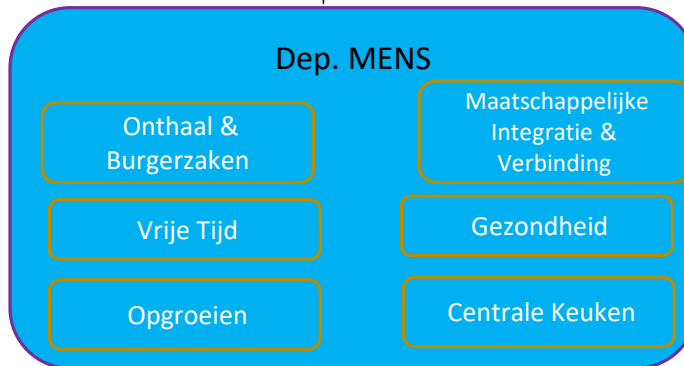 Dep. MENS
Onthaal &
Burgerzaken
Maatschappelijke
Integratie &
Verbinding
Vrije Tijd
Gezondheid
Opgroeien
Centrale Keuken